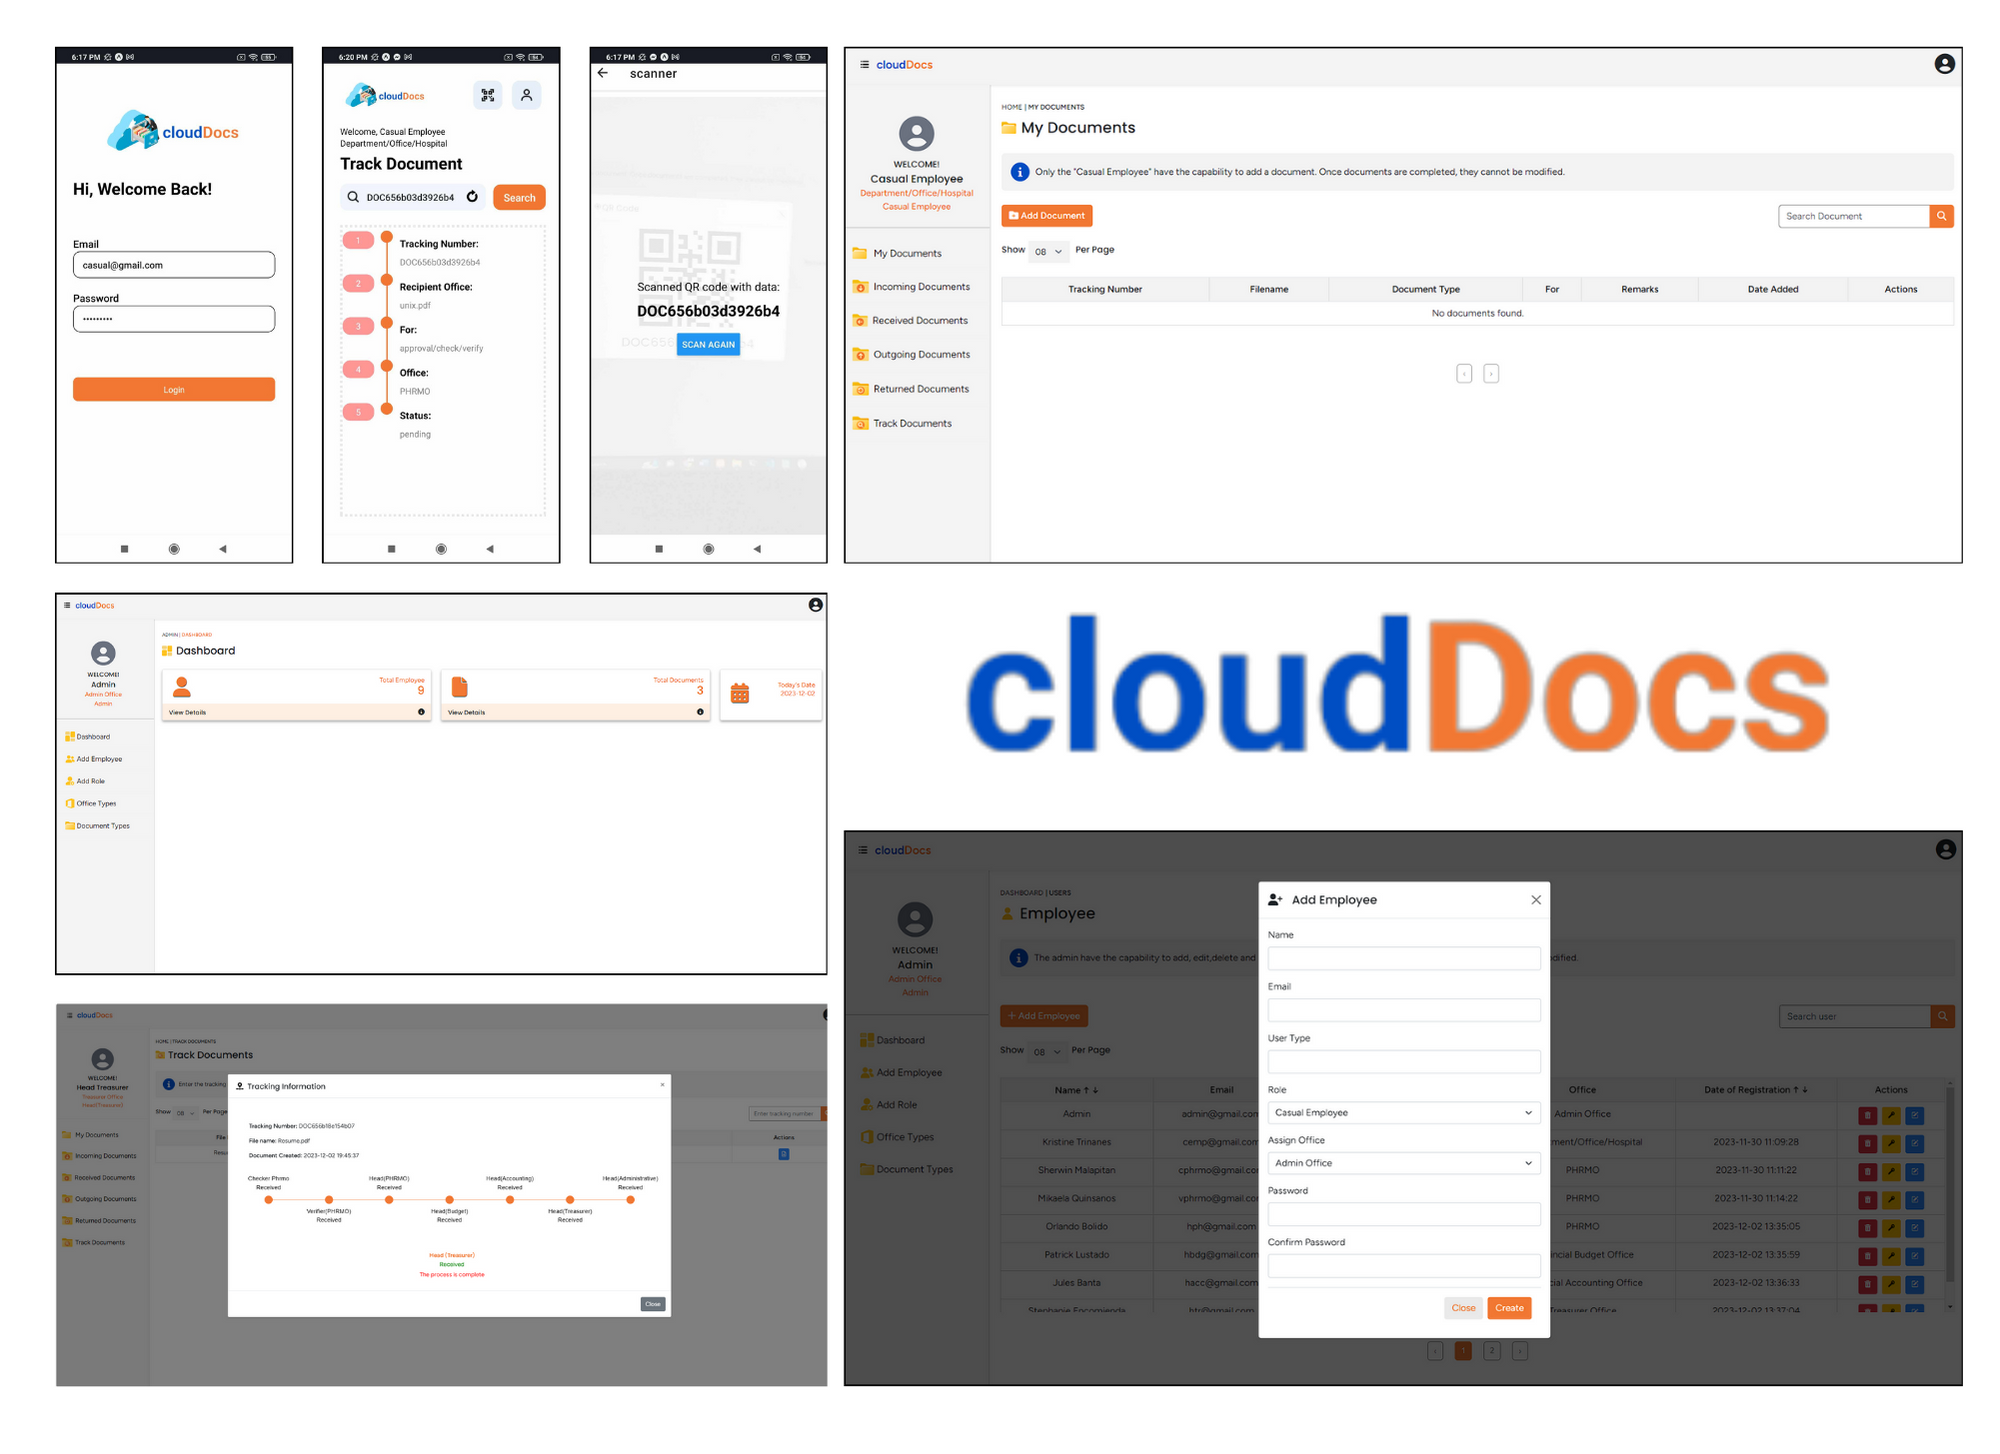 6:17 PM
cloudDocs
Hi, Welcome Back!
Email
casual@gmail.com
Password
Login
6:20 PM
cloudDocs
Welcome, Casual Employee
Department/Office/Hospital
Track Document
DOC656b03d3926b4
Search
1
Tracking Number:
DOC656b03d3926b4
2
Recipient Office:
unix.pdf
3
For:
approval/check/verify
4
Office:
PHRMO
5
Status:
pending
6:17 PM
scanner
QR Code
Scanned QR code with data:
DOC656b03d3926b4
SCAN AGAIN
cloudDocs
WELCOME!
Casual Employee
Department/Office/Hospital
Casual Employee
My Documents
Incoming Documents
Received Documents
Outgoing Documents
Returned Documents
Track Documents
HOME | MY DOCUMENTS
My Documents
Only the "Casual Employee" have the capability to add a document. Once documents are completed, they cannot be modified.
Add Document
Search Document
Show 08 Per Page
Tracking Number Filename Document Type For Remarks Date Added Actions
No documents found.
cloudDocs
WELCOME!
Admin
Admin Office
Admin
Dashboard
Add Employee
Add Role
Office Types
Document Types
ADMIN | DASHBOARD
Dashboard
Total Employee
9
View Details
Total Documents
3
View Details
Today's Date
2023-12-02
cloudDocs
cloudDocs
WELCOME!
Head Treasurer
Treasurer Office
Head(Treasurer)
My Documents
Incoming Documents
Received Documents
Outgoing Documents
Returned Documents
Track Documents
HOME | TRACK DOCUMENTS
Track Documents
Enter the tracking
Show 08 Per Page
Enter tracking number
File
Actions
Resu
Tracking Information
Tracking Number: DOC656b18e154b07
File name: Resume.pdf
Document Created: 2023-12-02 19:45:37
Checker Phrmo
Received
Head(PHRMO)
Received
Head(Accounting)
Received
Head(Administrative)
Received
Verifier(PHRMO)
Received
Head(Budget)
Received
Head(Treasurer)
Received
Head (Treasurer)
Received
The process is complete
Close
cloudDocs
WELCOME!
Admin
Admin Office
Admin
Dashboard
Add Employee
Add Role
Office Types
Document Types
DASHBOARD | USERS
Employee
The admin have the capability to add, edit,delete and
dified.
+ Add Employee
Search user
Show 08 Per Page
Name Email Office Date of Registration Actions
Admin admin@gmail.com Admin Office
Kristine Trinanes cemp@gmail.com ment/Office/Hospital 2023-11-30 11:09:28
Sherwin Malapitan cphrmo@gmail.co PHRMO 2023-11-30 11:11:22
Mikaela Quinsanos vphrmo@gmail.co PHRMO 2023-11-30 11:14:22
Orlando Bolido hph@gmail.com PHRMO 2023-12-02 13:35:05
Patrick Lustado hbdg@gmail.com ncial Budget Office 2023-12-02 13:35:59
Jules Banta hacc@gmail.com cial Accounting Office 2023-12-02 13:36:33
Stephanie Encomienda htr@gmail.com Treasurer Office 2023-12-02 13:37:04
1 2
Add Employee
Name
Email
User Type
Role
Casual Employee
Assign Office
Admin Office
Password
Confirm Password
Close
Create